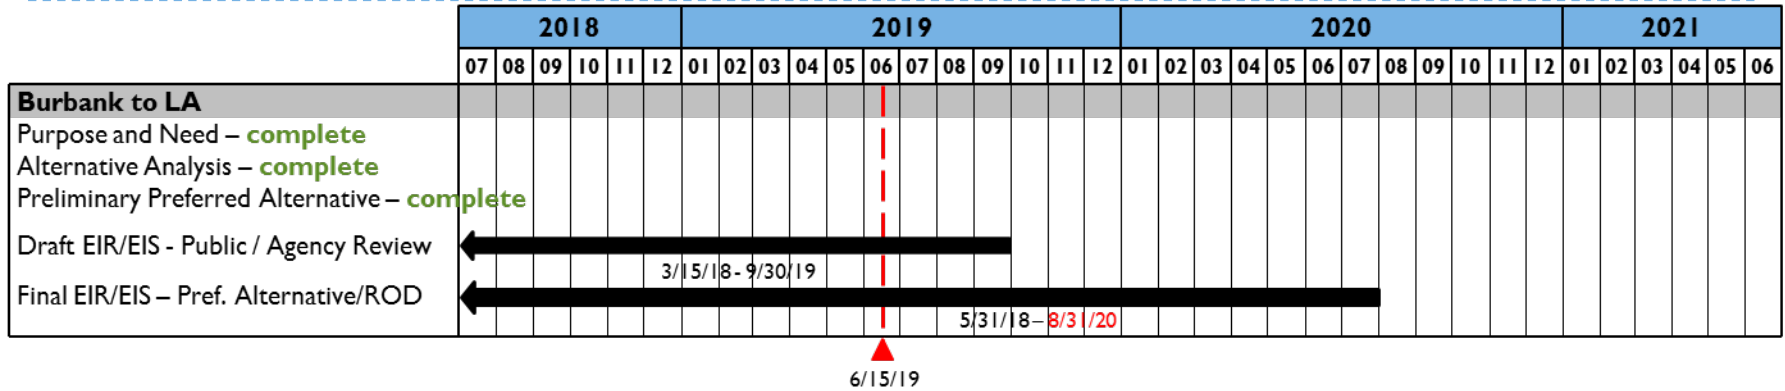 2018 2019 2020 2021
07 08 09 10 11 12 01 02 03 04 05 06 07 08 09 10 11 12 01 02 03 04 05 06 07 08 09 10 11 12 01 02 03 04 05 06
Burbank to LA
Purpose and Need – complete
Alternative Analysis – complete
Preliminary Preferred Alternative – complete
Draft EIR/EIS - Public / Agency Review
3/15/18 - 9/30/19
Final EIR/EIS – Pref. Alternative/ROD
5/31/18 – 8/31/20
6/15/19